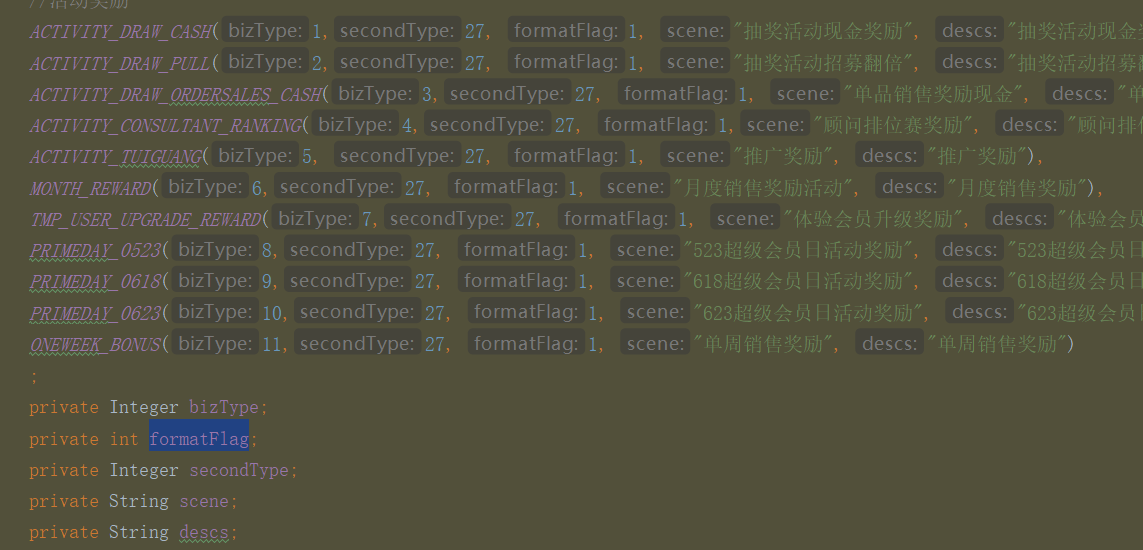 //活动奖励
ACTIVITY_DRAW_CASH( bizType: 1, secondType: 27, formatFlag: 1, scene: "抽奖活动现金奖励", descs: "抽奖活动现金奖
ACTIVITY_DRAW_PULL( bizType: 2, secondType: 27, formatFlag: 1, scene: "抽奖活动招募翻倍", descs: "抽奖活动招募翻
ACTIVITY_DRAW_ORDERSALES_CASH( bizType: 3, secondType: 27, formatFlag: 1, scene: "单品销售奖励现金", descs: "单
ACTIVITY_CONSULTANT_RANKING( bizType: 4, secondType: 27, formatFlag: 1, scene: "顾问排位赛奖励", descs: "顾问排位
ACTIVITY_TUIGUANG( bizType: 5, secondType: 27, formatFlag: 1, scene: "推广奖励", descs: "推广奖励"),
MONTH_REWARD( bizType: 6, secondType: 27, formatFlag: 1, scene: "月度销售奖励活动", descs: "月度销售奖励"),
TMP_USER_UPGRADE_REWARD( bizType: 7, secondType: 27, formatFlag: 1, scene: "体验会员升级奖励", descs: "体验会员
PRIMEDAY_0523( bizType: 8, secondType: 27, formatFlag: 1, scene: "523超级会员日活动奖励", descs: "523超级会员日
PRIMEDAY_0618( bizType: 9, secondType: 27, formatFlag: 1, scene: "618超级会员日活动奖励", descs: "618超级会员日
PRIMEDAY_0623( bizType: 10, secondType: 27, formatFlag: 1, scene: "623超级会员日活动奖励", descs: "623超级会员日
ONEWEEK_BONUS( bizType: 11, secondType: 27, formatFlag: 1, scene: "单周销售奖励", descs: "单周销售奖励")
;
private Integer bizType;
private int formatFlag;
private Integer secondType;
private String scene;
private String descs;